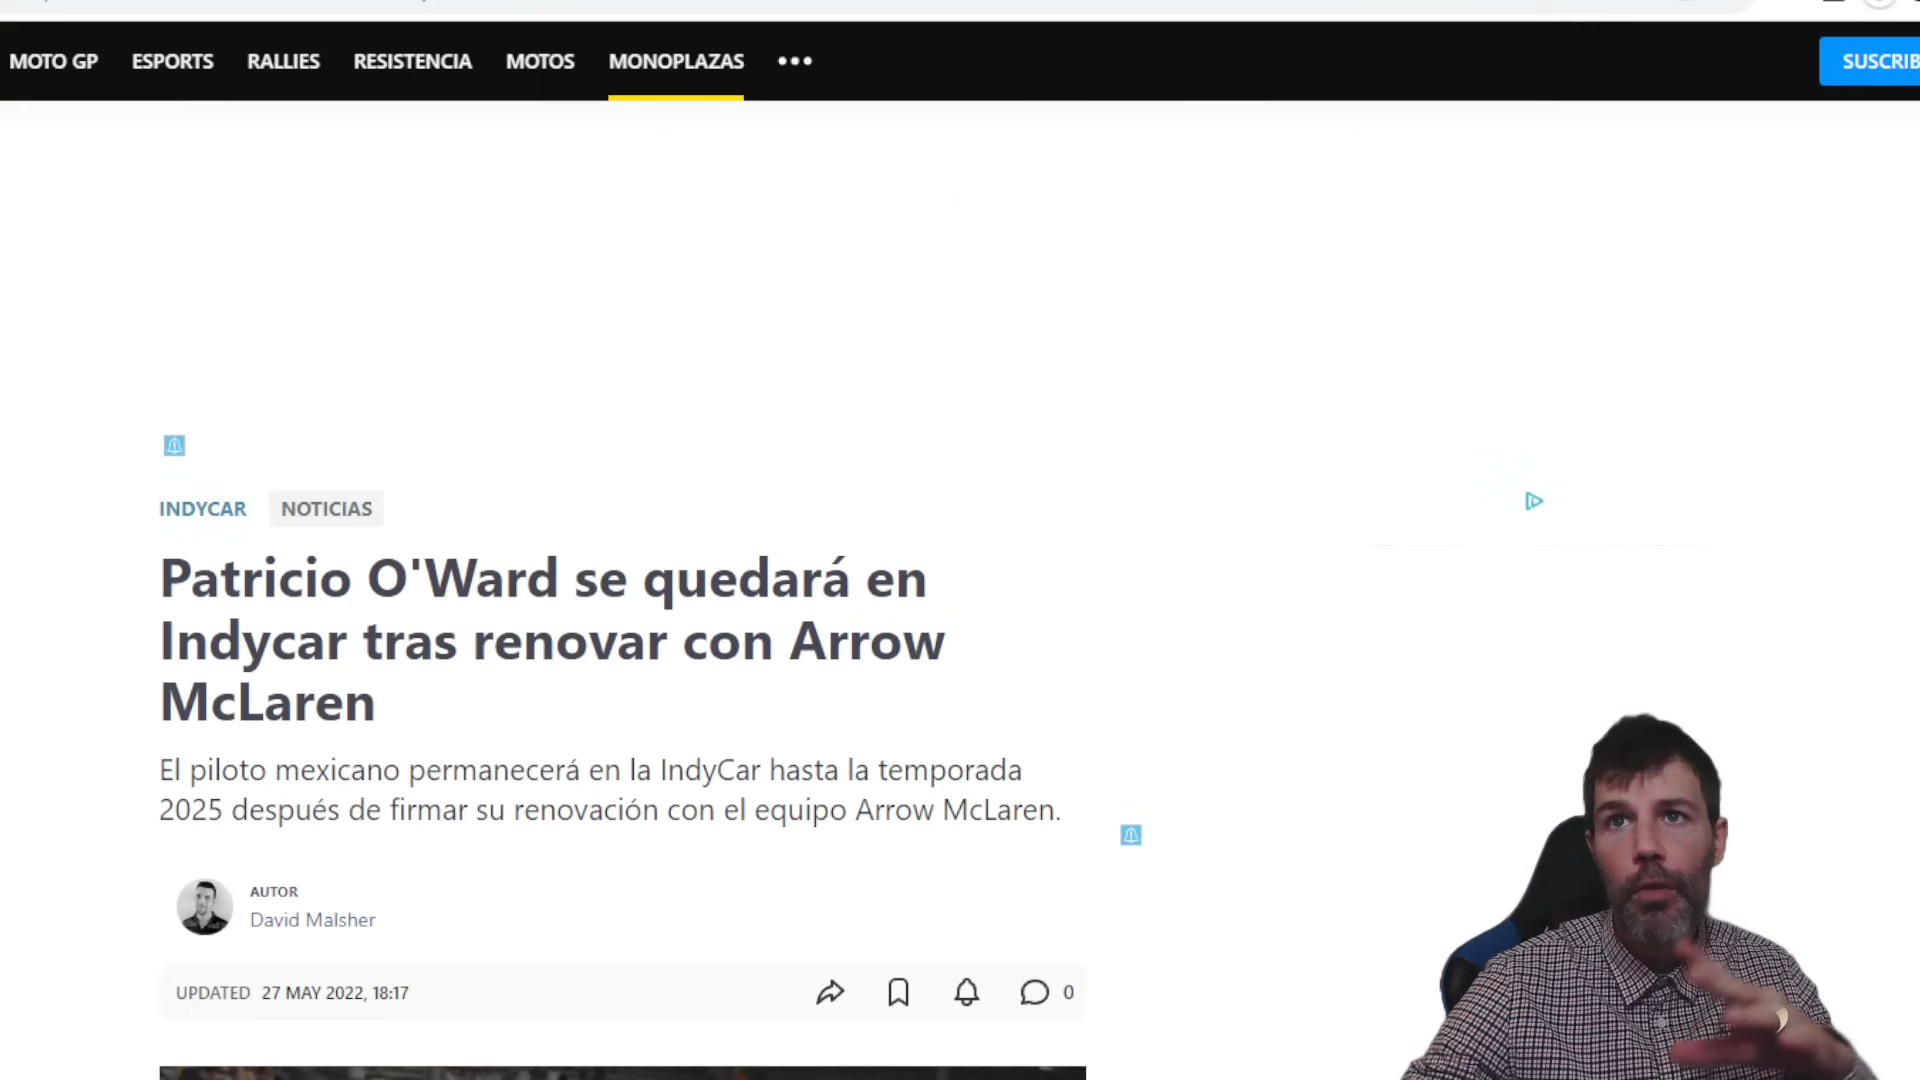 MOTO GP ESPORTS RALLIES RESISTENCIA MOTOS MONOPLAZAS
INDYCAR NOTICIAS
Patricio O'Ward se quedará en
Indycar tras renovar con Arrow
McLaren
El piloto mexicano permanecerá en la IndyCar hasta la temporada
2025 después de firmar su renovación con el equipo Arrow McLaren.
AUTOR
David Malsher
UPDATED 27 MAY 2022, 18:17 0